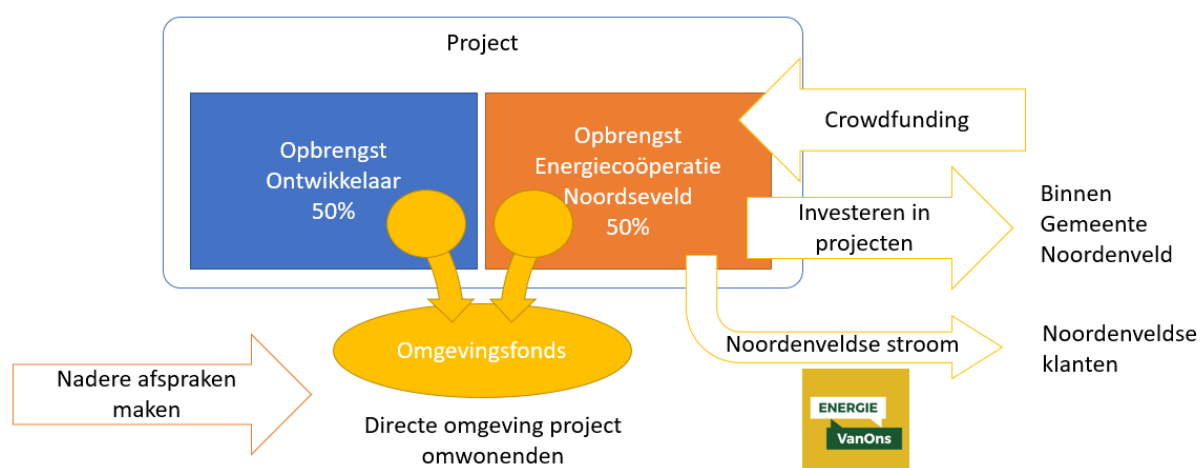 Project
Opbrengst
Ontwikkelaar
50%
Opbrengst
Energiecoöperatie
Noordseveld
50%
Crowdfunding
Investeren in
projecten
Binnen
Gemeente
Noordenveld
Omgevingsfonds
Noordenveldse stroom
Noordenveldse
klanten
Nadere afspraken
maken
Directe omgeving project
omwonenden
ENERGIE
VanOns